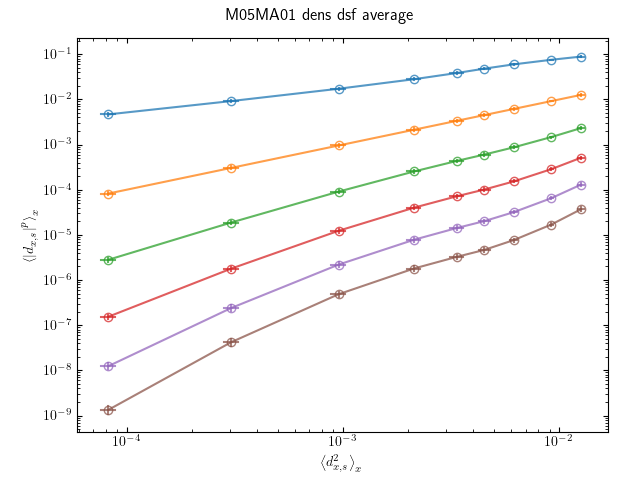 M05MA01 dens dsf average
10⁻¹
10⁻²
10⁻³
10⁻⁴
10⁻⁵
10⁻⁶
10⁻⁷
10⁻⁸
10⁻⁹
⟨|d_{x,s}|^p⟩_x
10⁻⁴ 10⁻³ 10⁻²
⟨d²_{x,s}⟩_x